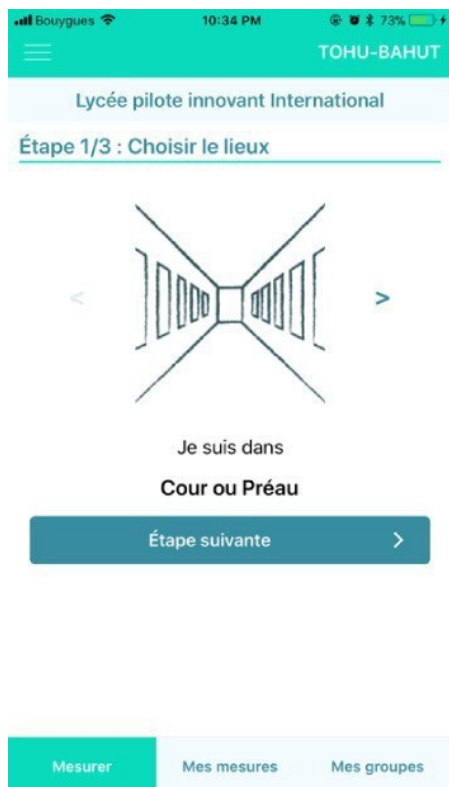 Bouygues 10:34 PM 73%
TOHU-BAHUT
Lycée pilote innovant International
Étape 1/3 : Choisir le lieux
< >
Je suis dans
Cour ou Préau
Étape suivante >
Mesurer Mes mesures Mes groupes